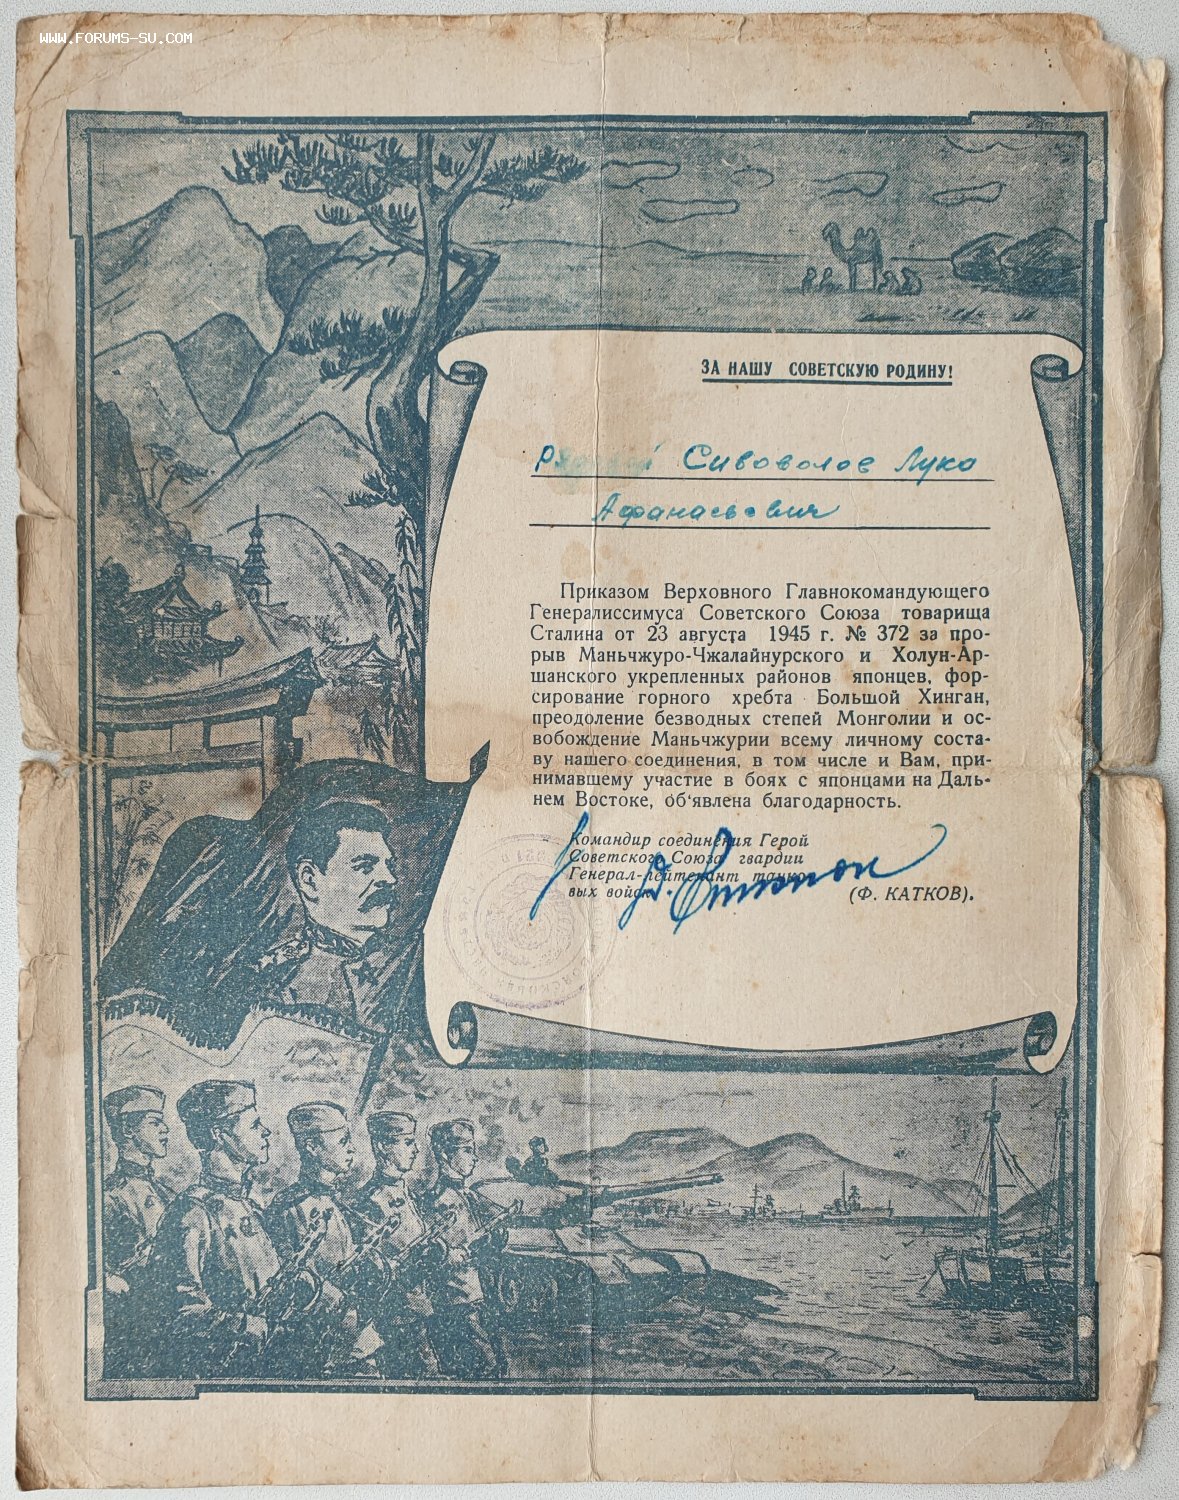 WWW.FORUMS-SU.COM
ЗА НАШУ СОВЕТСКУЮ РОДИНУ!
Сивоволов Лука
Афанасьевич
Приказом Верховного Главнокомандующего
Генералиссимуса Советского Союза товарища
Сталина от 23 августа 1945 г. № 372 за про-
рыв Маньчжуро-Чжалайнурского и Холун-Ар-
шанского укрепленных районов японцев, фор-
сирование горного хребта Большой Хинган,
преодоление безводных степей Монголии и ос-
вобождение Маньчжурии всему личному соста-
ву нашего соединения, в том числе и Вам, при-
нимавшему участие в боях с японцами на Даль-
нем Востоке, об‘явлена благодарность.
Командир соединения Герой
Советского Союза гвардии
Генерал-лейтенант танко-
вых войск
(Ф. КАТКОВ).